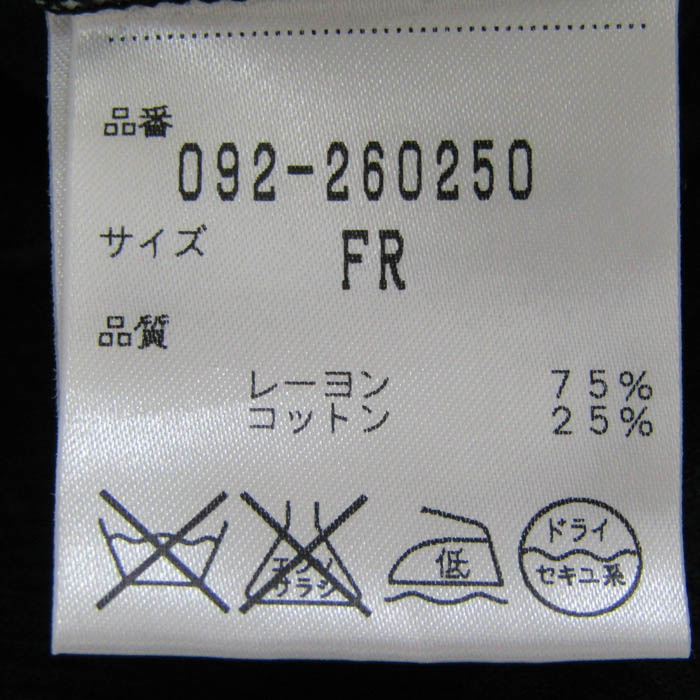 品番
092-260250
サイズ FR
品質
レーヨン 75%
コットン 25%
エンソ
サラシ
低
ドライ
セキユ系